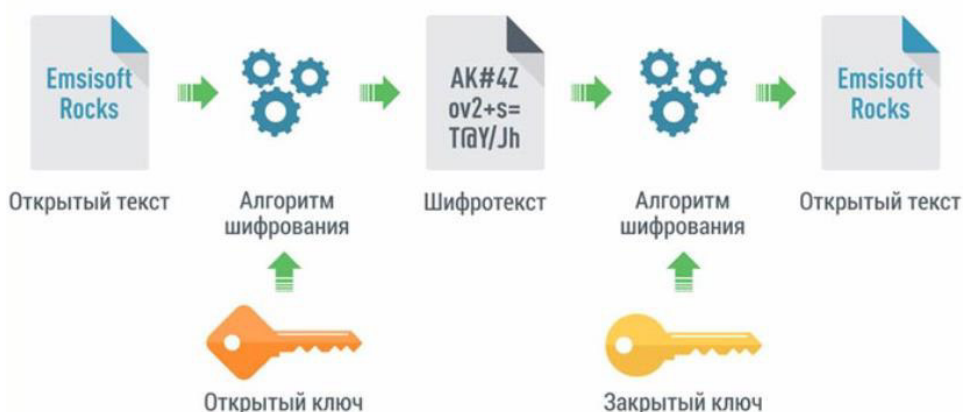 Emsisoft
Rocks
AK#4Z
ov2+s=
T@Y/Jh
Emsisoft
Rocks
Открытый текст
Алгоритм
шифрования
Шифротекст
Алгоритм
шифрования
Открытый текст
Открытый ключ
Закрытый ключ